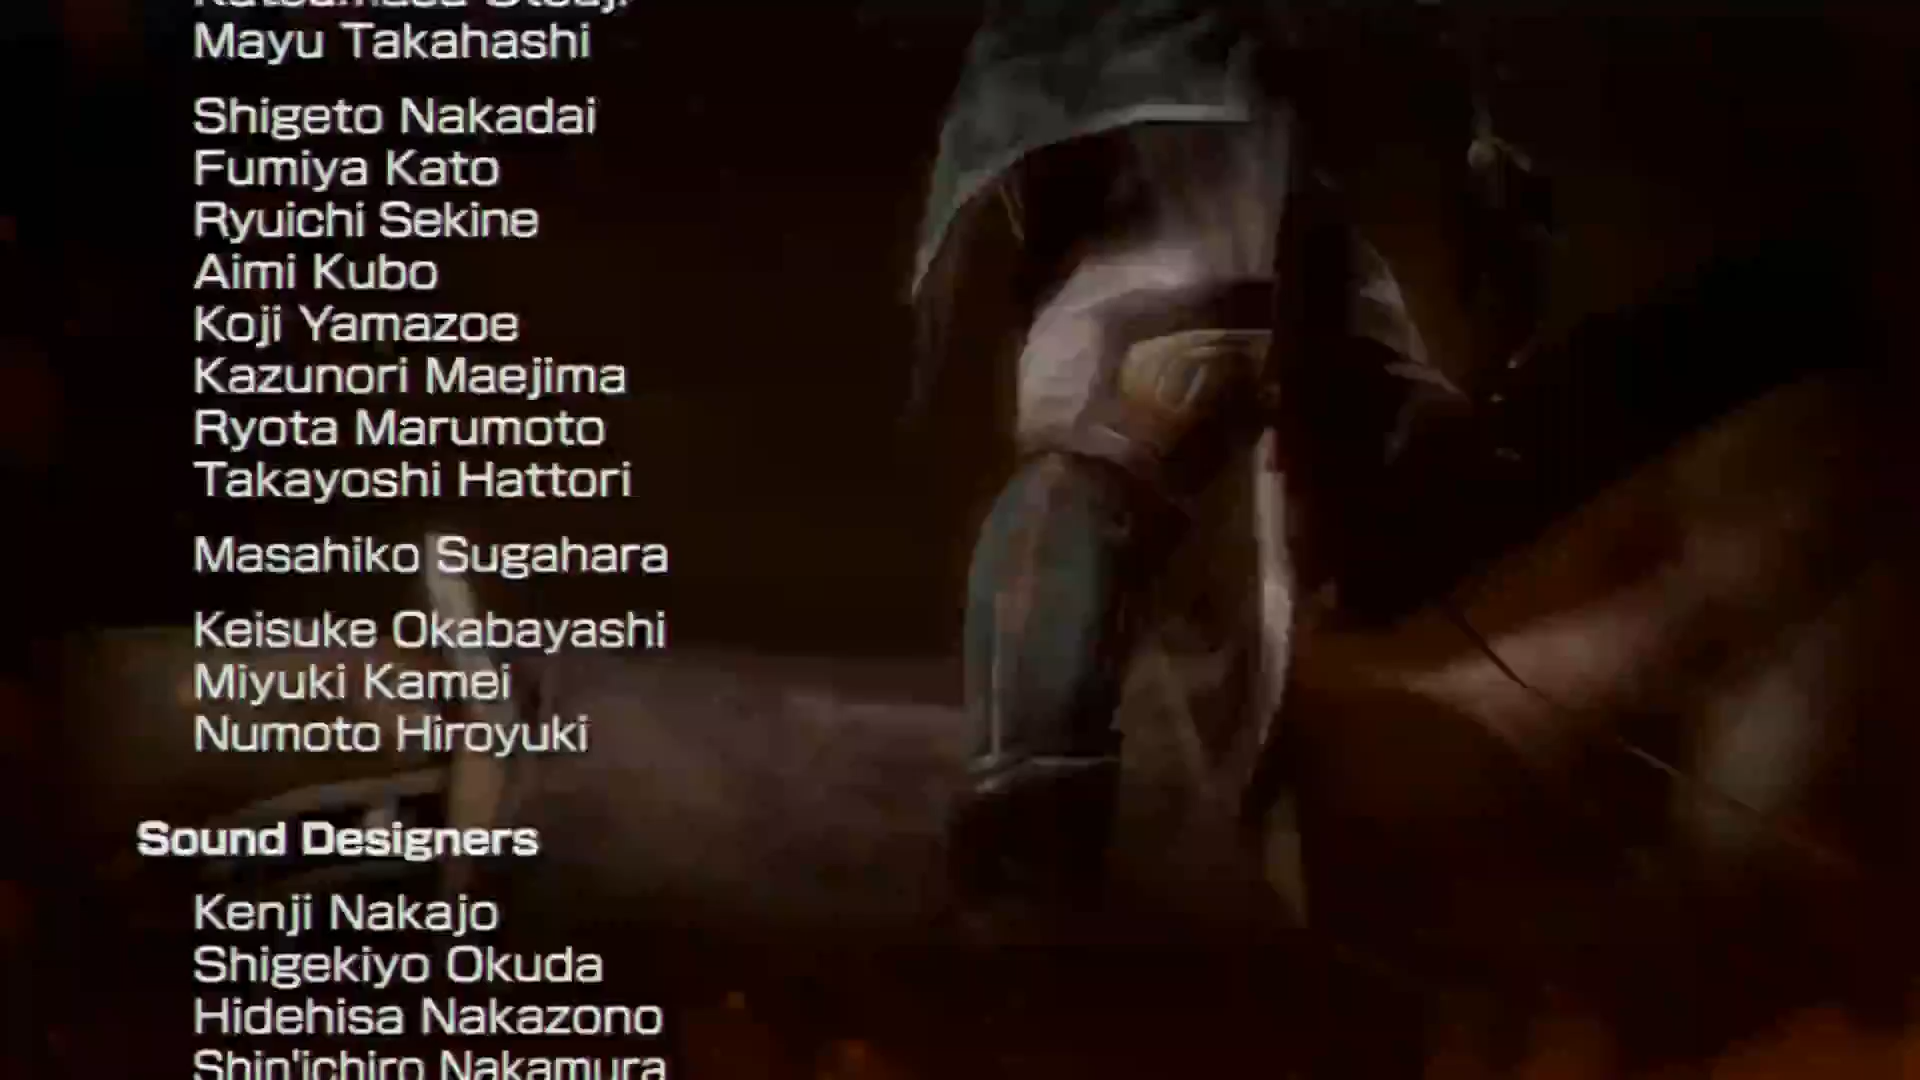 Mayu Takahashi
Shigeto Nakadai
Fumiya Kato
Ryuichi Sekine
Aimi Kubo
Koji Yamazoe
Kazunori Maejima
Ryota Marumoto
Takayoshi Hattori
Masahiko Sugahara
Keisuke Okabayashi
Miyuki Kamei
Numoto Hiroyuki
Sound Designers
Kenji Nakajo
Shigekiyo Okuda
Hidehisa Nakazono
Shin'ichiro Nakamura